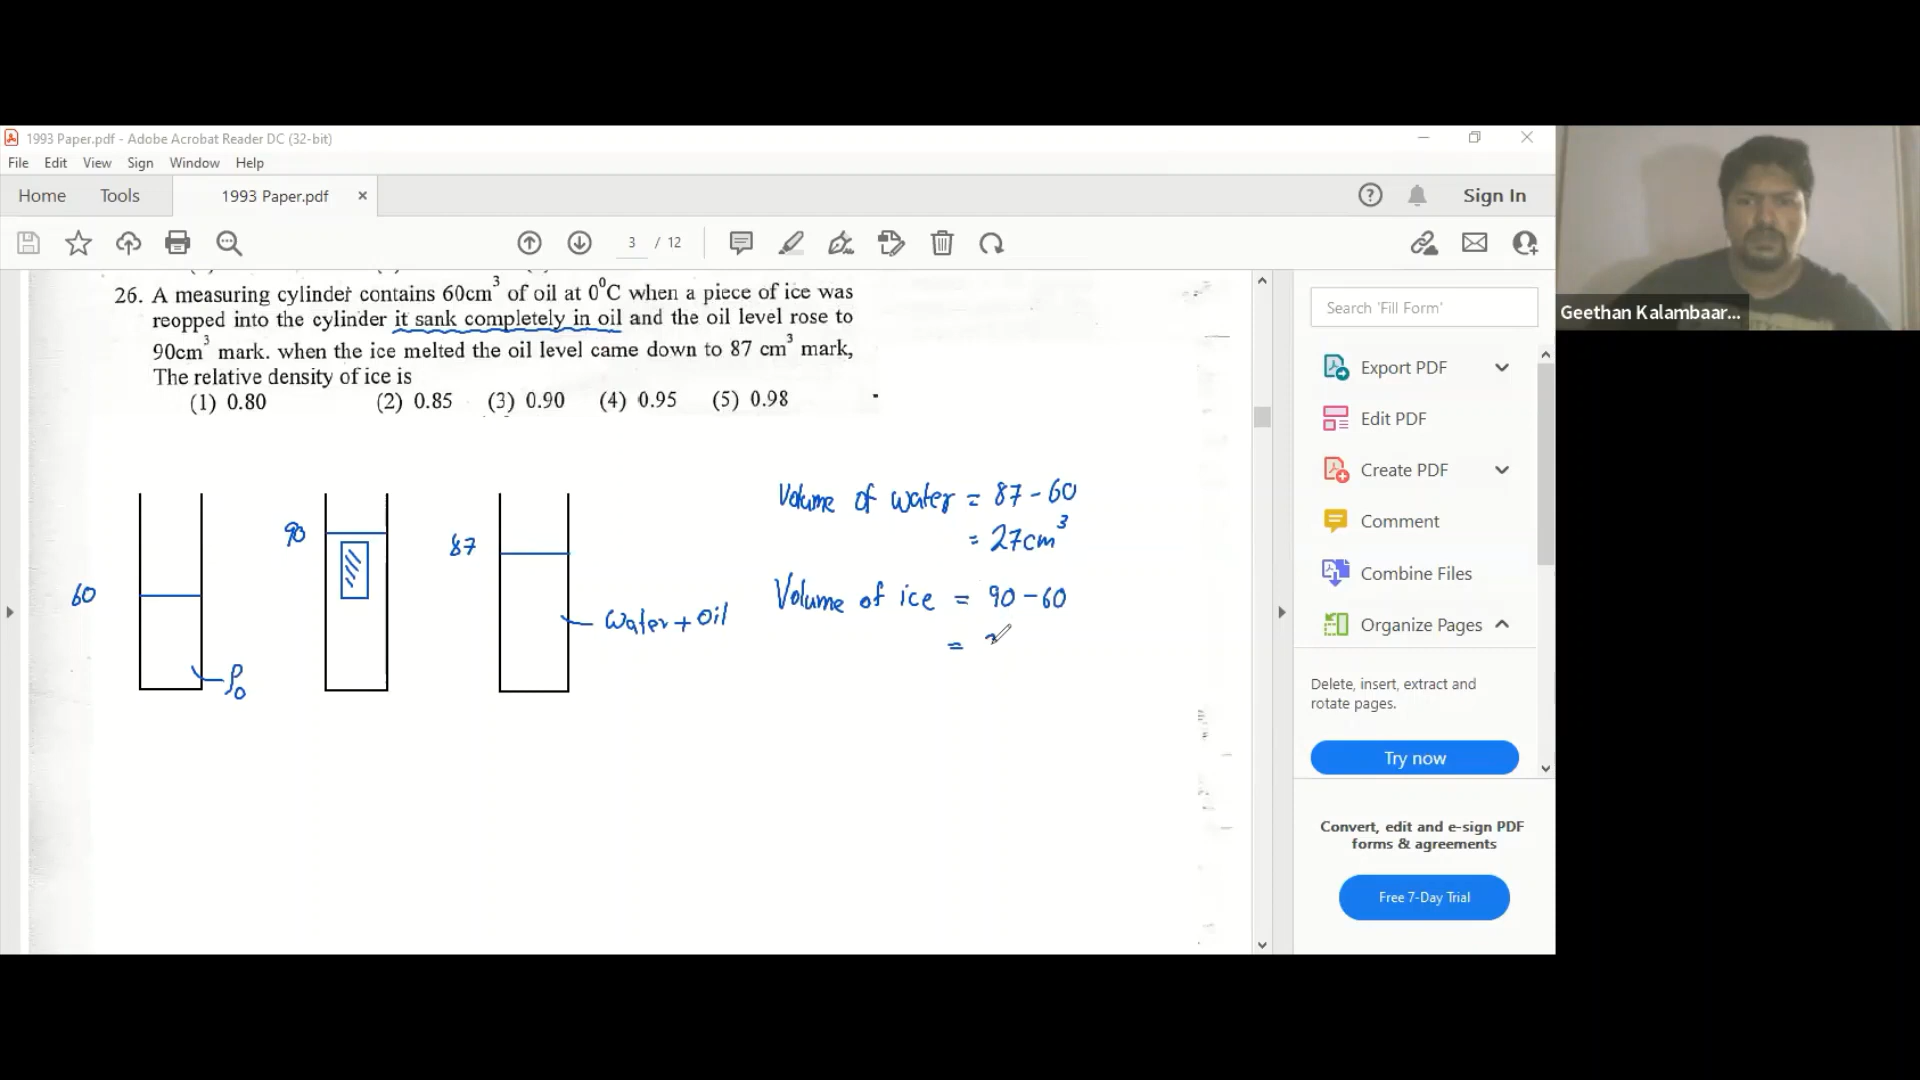 1993 Paper.pdf - Adobe Acrobat Reader DC (32-bit)
File Edit View Sign Window Help
Home Tools 1993 Paper.pdf × Sign In
3 / 12
26. A measuring cylinder contains 60cm³ of oil at 0⁰C when a piece of ice was
reopped into the cylinder it sank completely in oil and the oil level rose to
90cm³ mark. when the ice melted the oil level came down to 87 cm³ mark,
The relative density of ice is
(1) 0.80 (2) 0.85 (3) 0.90 (4) 0.95 (5) 0.98
60
ρ₀
90
87
Water + Oil
Volume of water = 87 - 60
= 27cm³
Volume of ice = 90 - 60
=
Search 'Fill Form'
Export PDF
Edit PDF
Create PDF
Comment
Combine Files
Organize Pages
Delete, insert, extract and
rotate pages.
Try now
Convert, edit and e-sign PDF
forms & agreements
Free 7-Day Trial
Geethan Kalambaar...